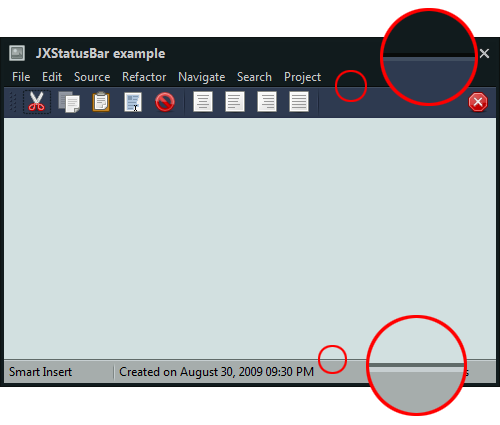 JXStatusBar example
File Edit Source Refactor Navigate Search Project
Smart Insert Created on August 30, 2009 09:30 PM